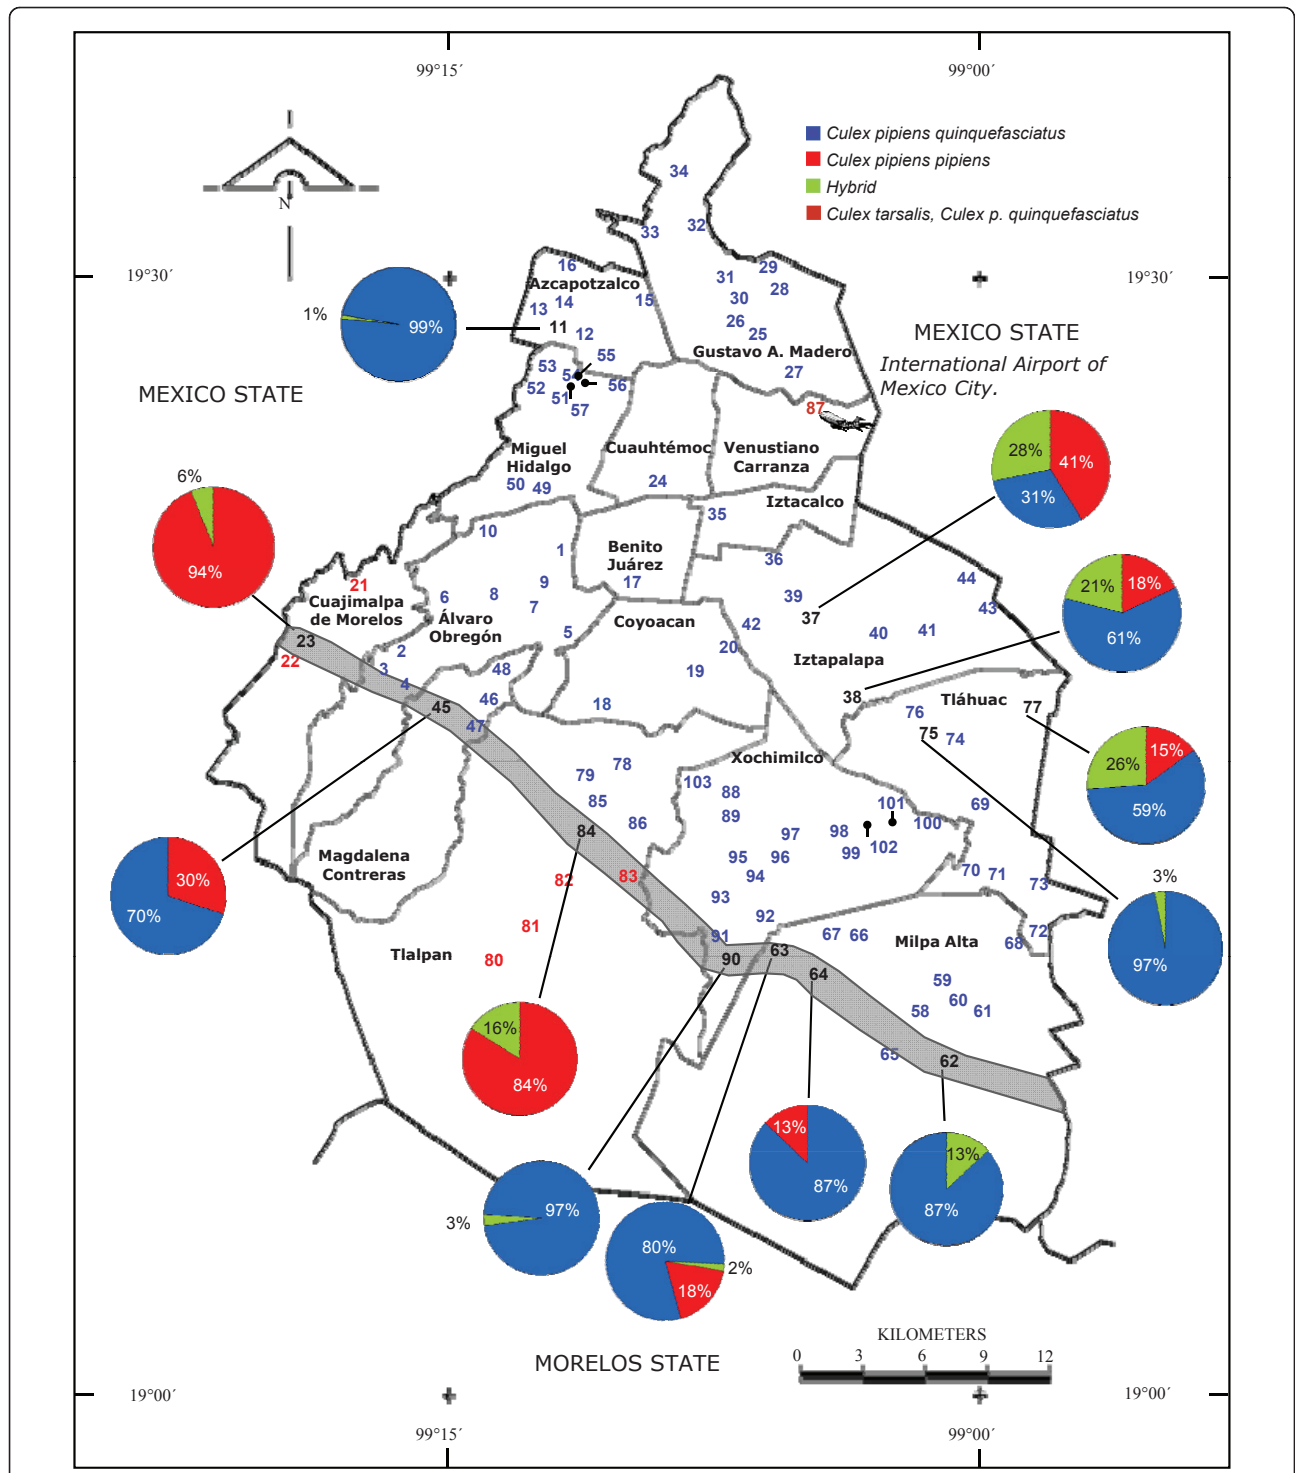 99°15´ 99°00´
Culex pipiens quinquefasciatus
Culex pipiens pipiens
Hybrid
Culex tarsalis, Culex p. quinquefasciatus
N
34
33 32
19°30´ 19°30´
16 31 29
Azcapotzalco 28
13 14 15 30
1% 99% 11 12 26 25
MEXICO STATE
Gustavo A. Madero
International Airport of
Mexico City.
53 54 55 27
52 51 56
57
MEXICO STATE
87
Miguel
Hidalgo
Cuauhtémoc
Venustiano
Carranza
28% 41%
31%
50 49 24
Iztacalco
6%
94%
10 35
1 36
Benito
Juárez
17
21
Cuajimalpa
de Morelos
6 8 9 7
Álvaro
Obregón
5
Coyoacan
39 37 44 43
42 40 41
20
Iztapalapa
21% 18%
61%
23
22
2
3
4
48
19
38
45 46 47 18
Tláhuac
77
76 75 74
26% 15%
59%
Xochimilco
78
79 103 88
85 89
86
84
101 69
100
97 98
102
99
95 96
94
70 71 73
Magdalena
Contreras
30%
70%
82 83
93
92
91
81
80
Tlalpan
67 66
Milpa Alta
68 72
3%
97%
90 63 64
59
60
58 61
65 62
16%
84%
13%
87%
13%
87%
3% 97%
80%
2%
18%
KILOMETERS
0 3 6 9 12
MORELOS STATE
19°00´ 19°00´
99°15´ 99°00´